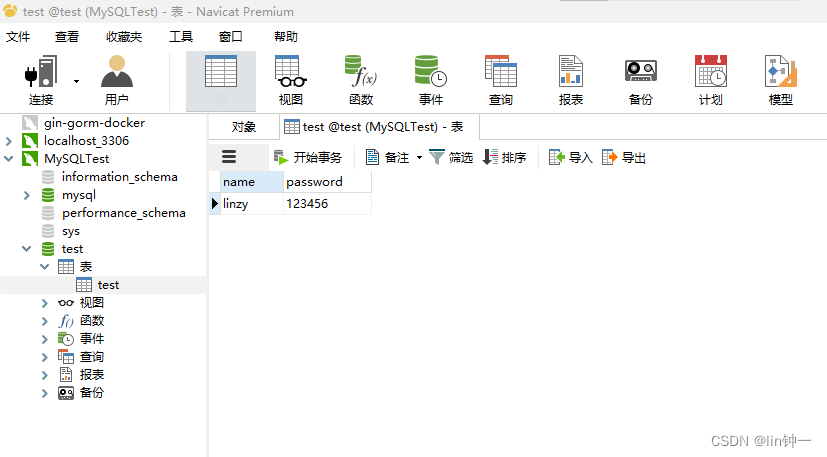 test @test (MySQLTest) - 表 - Navicat Premium
文件 查看 收藏夹 工具 窗口 帮助
连接 用户 视图 函数 事件 查询 报表 备份 计划 模型
gin-gorm-docker
localhost_3306
MySQLTest
information_schema
mysql
performance_schema
sys
test
表
test
视图
函数
事件
查询
报表
备份
对象 test @test (MySQLTest) - 表
开始事务 备注 筛选 排序 导入 导出
name password
linzy 123456
CSDN @lin钟一